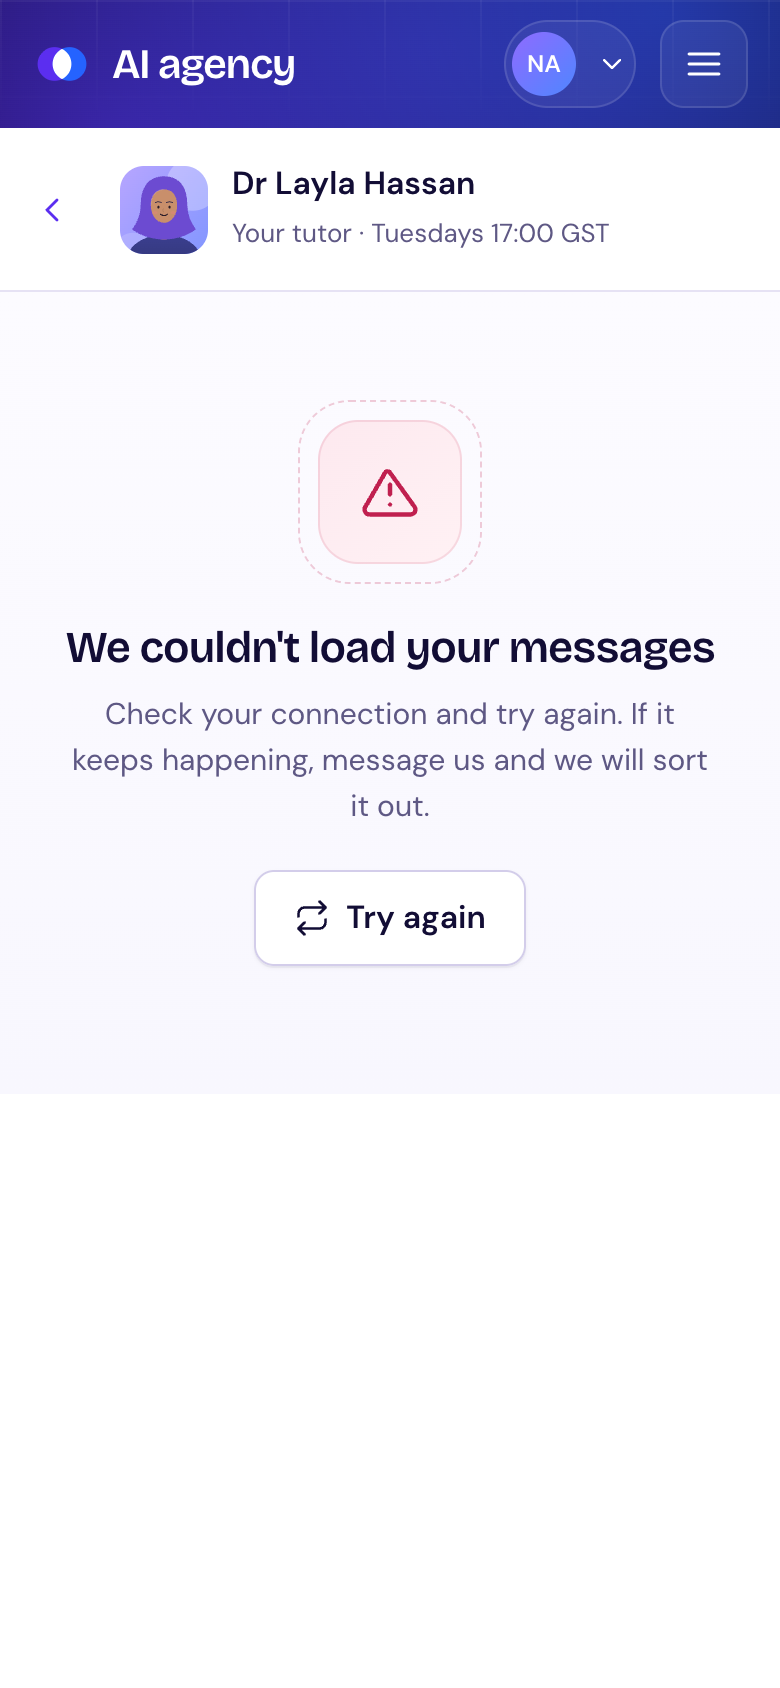 AI agency
NA
Dr Layla Hassan
Your tutor · Tuesdays 17:00 GST
We couldn't load your messages
Check your connection and try again. If it
keeps happening, message us and we will sort
it out.
Try again